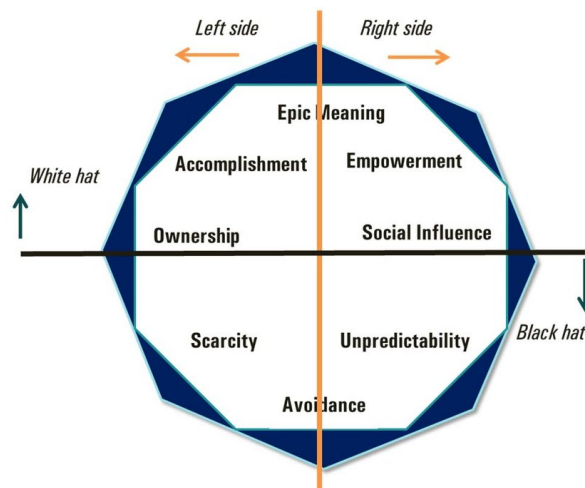 Left side
Right side
Epic Meaning
Accomplishment
Empowerment
White hat
Ownership
Social Influence
Scarcity
Unpredictability
Black hat
Avoidance